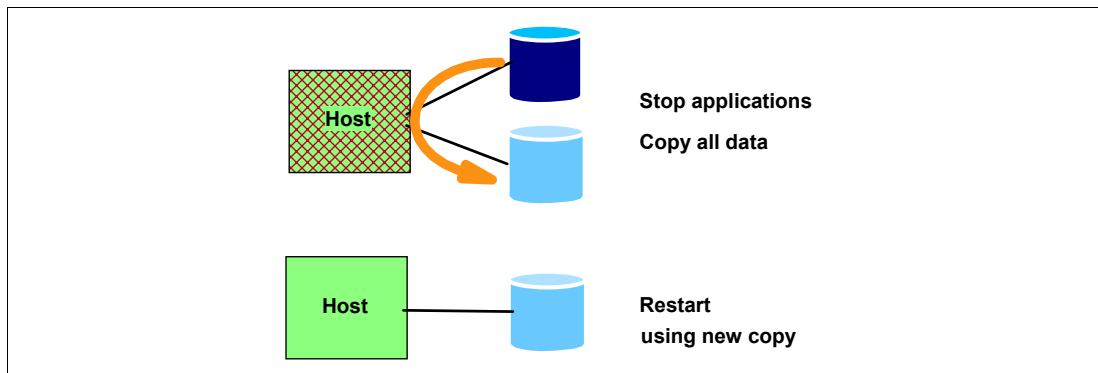 Host
Stop applications
Copy all data
Host
Restart
using new copy